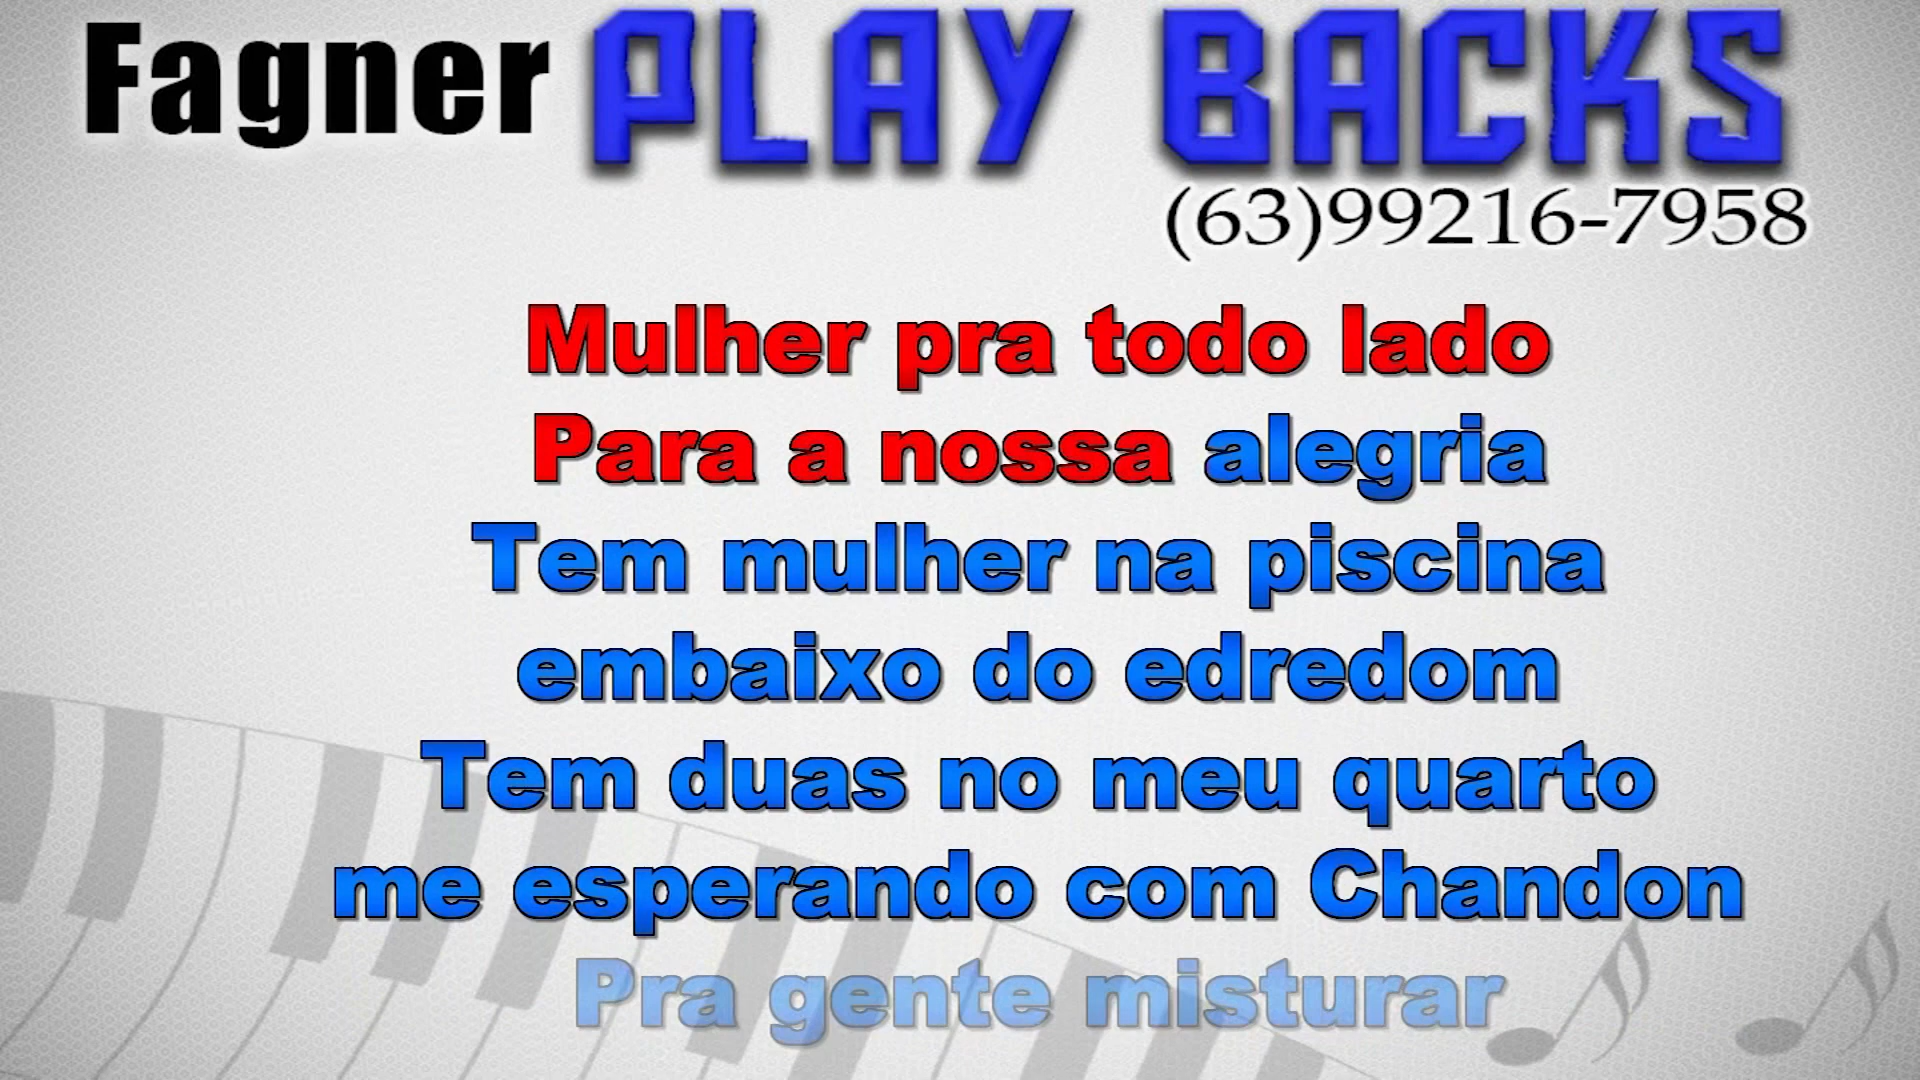 Fagner PLAY BACKS
(63)99216-7958
Mulher pra todo lado
Para a nossa alegria
Tem mulher na piscina
embaixo do edredom
Tem duas no meu quarto
me esperando com Chandon
Pra gente misturar